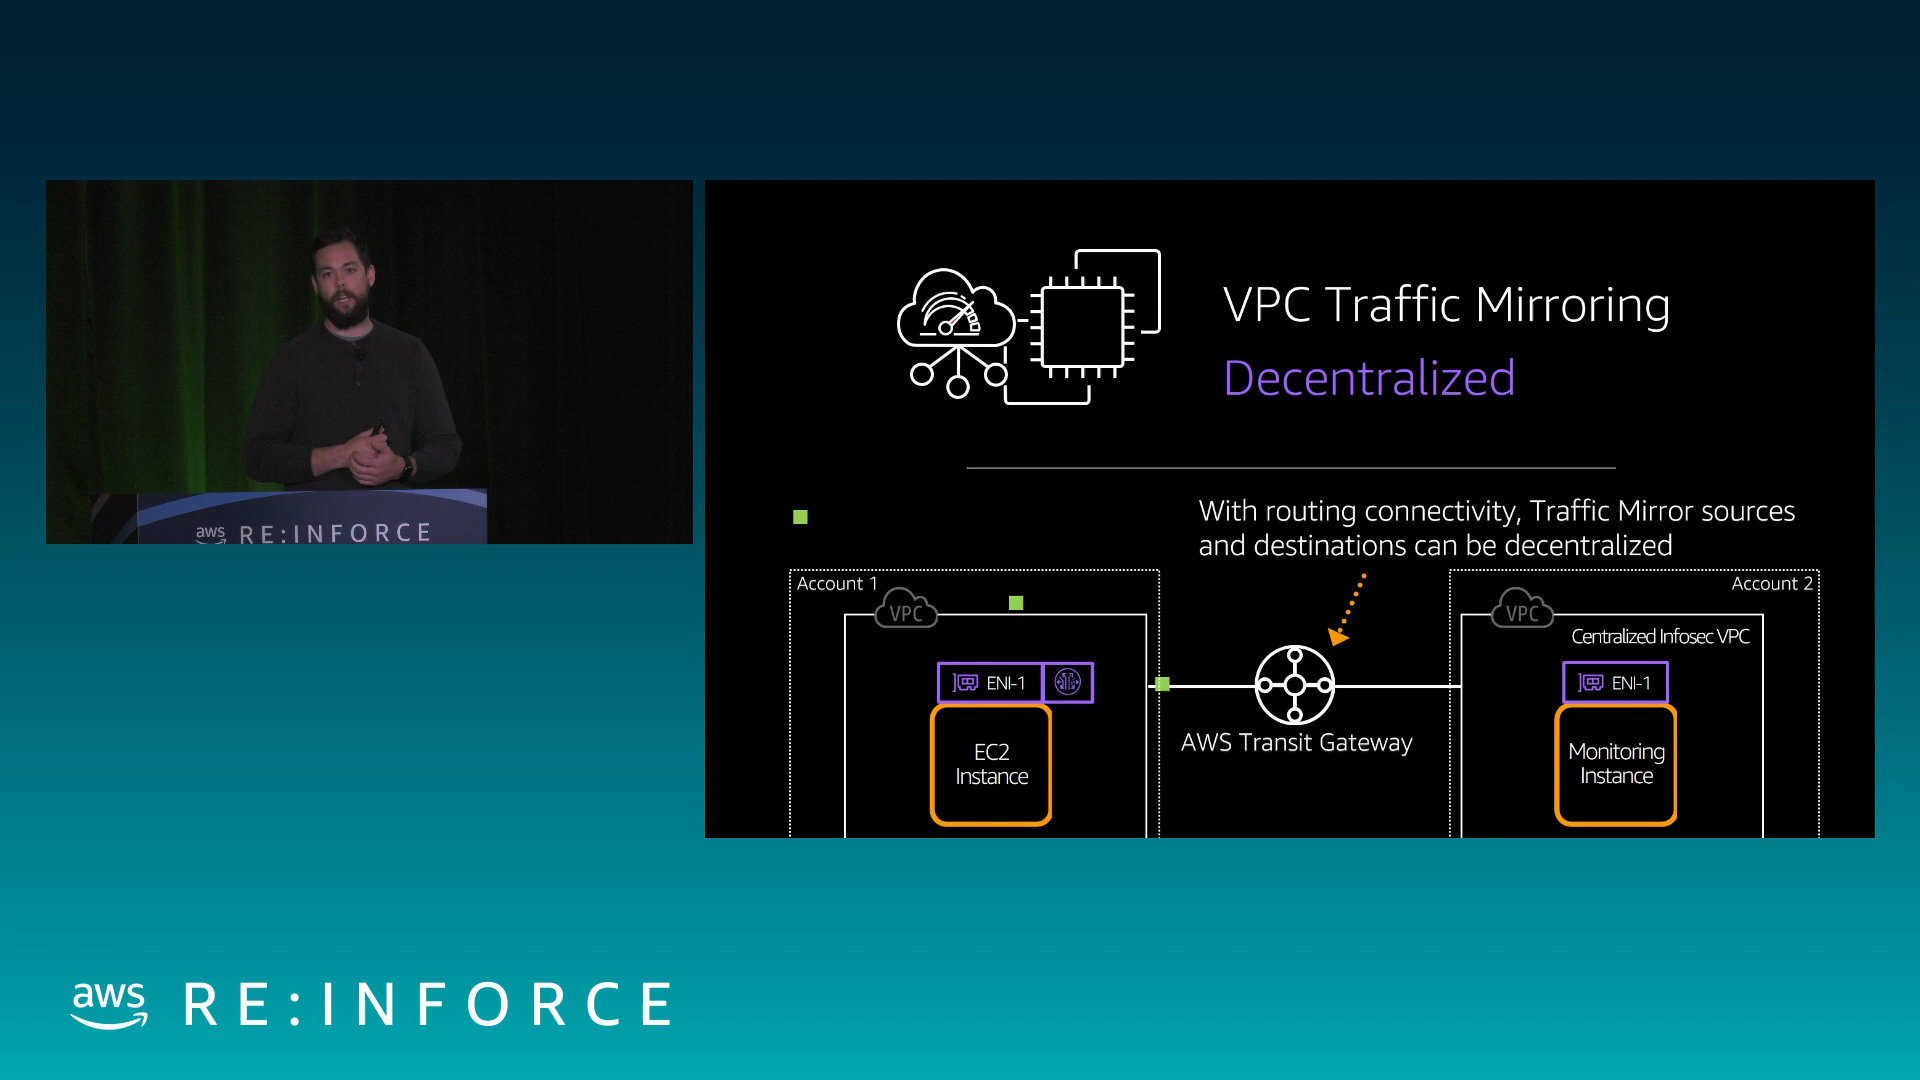 aws RE:INFORCE
VPC Traffic Mirroring
Decentralized
With routing connectivity, Traffic Mirror sources
and destinations can be decentralized
Account 1
VPC
ENI-1
EC2
Instance
AWS Transit Gateway
Account 2
VPC
Centralized Infosec VPC
ENI-1
Monitoring
Instance
aws RE:INFORCE